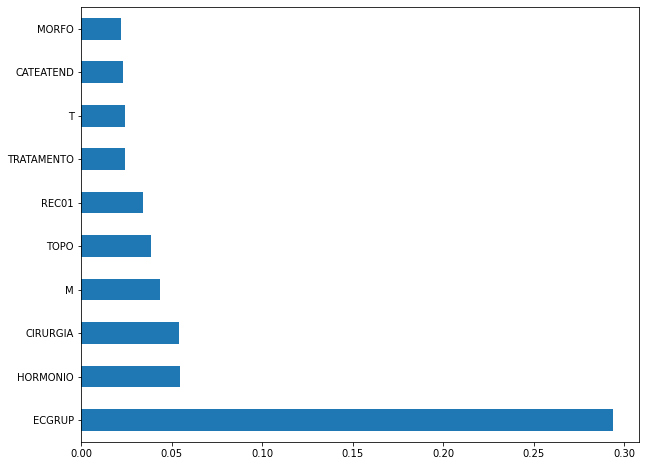 MORFO
CATEATEND
T
TRATAMENTO
REC01
TOPO
M
CIRURGIA
HORMONIO
ECGRUP
0.00 0.05 0.10 0.15 0.20 0.25 0.30